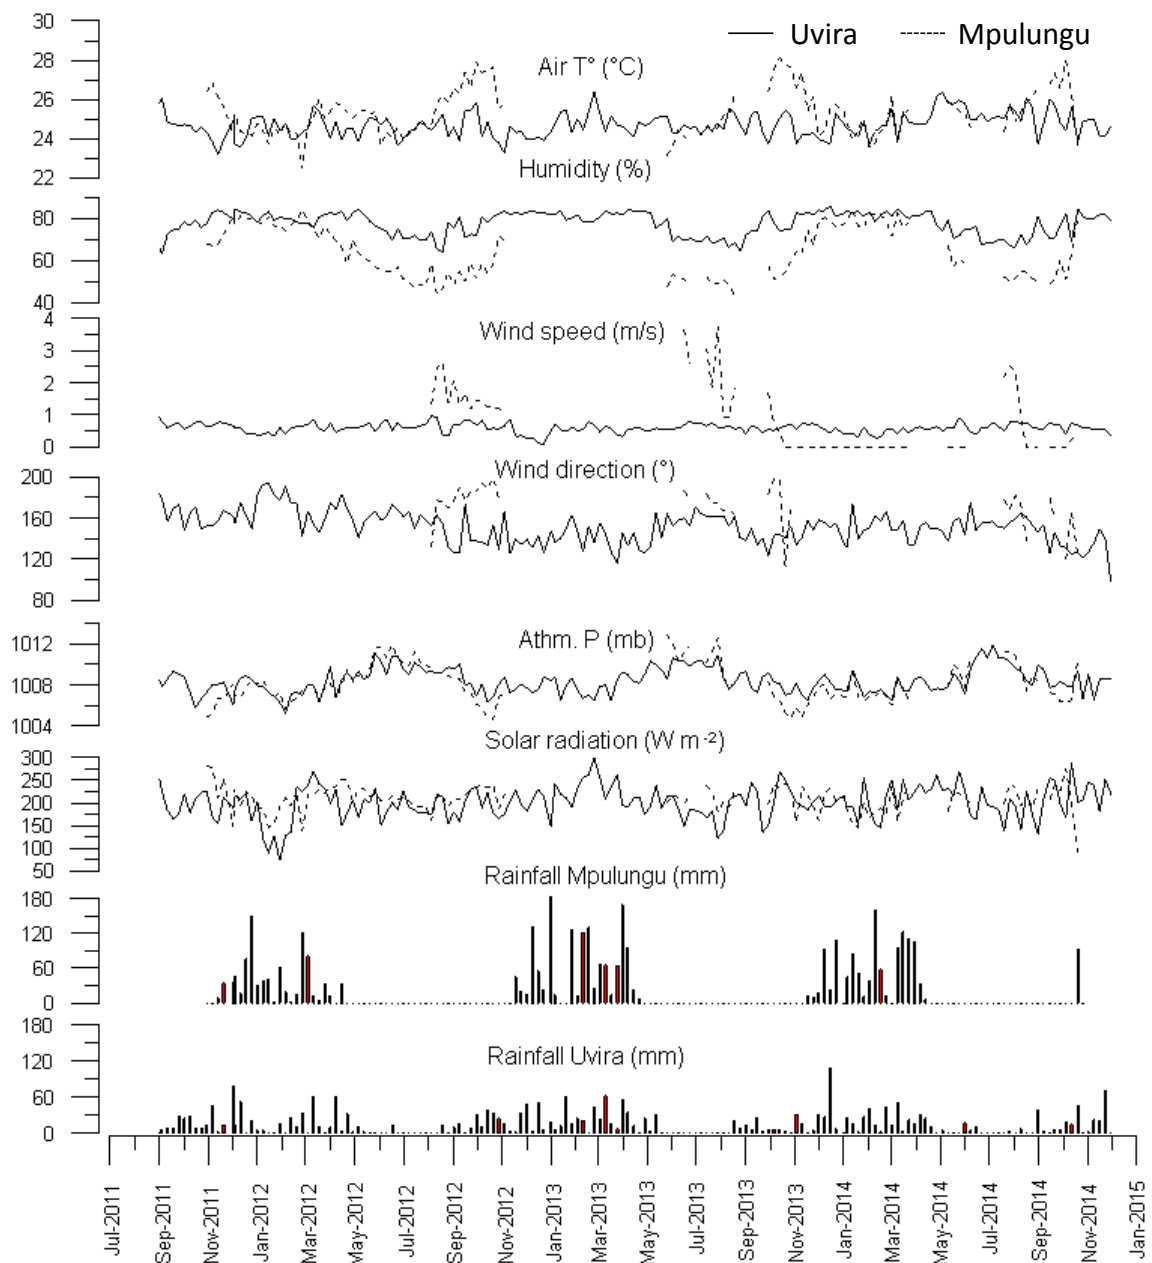 Uvira Mpulungu
Air T° (°C)
30
28
26
24
22
Humidity (%)
80
60
40
Wind speed (m/s)
4
3
2
1
0
Wind direction (°)
200
160
120
80
Athm. P (mb)
1012
1008
1004
Solar radiation (W m-²)
300
250
200
150
100
50
Rainfall Mpulungu (mm)
180
120
60
0
Rainfall Uvira (mm)
180
120
60
0
Jul-2011
Sep-2011
Nov-2011
Jan-2012
Mar-2012
May-2012
Jul-2012
Sep-2012
Nov-2012
Jan-2013
Mar-2013
May-2013
Jul-2013
Sep-2013
Nov-2013
Jan-2014
Mar-2014
May-2014
Jul-2014
Sep-2014
Nov-2014
Jan-2015